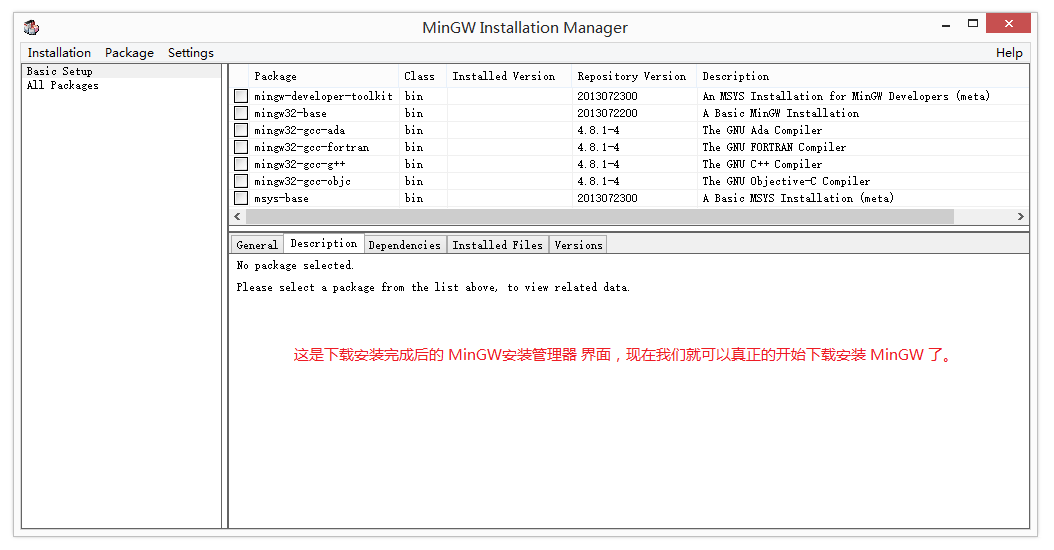 MinGW Installation Manager
Installation Package Settings Help
Basic Setup
All Packages
Package Class Installed Version Repository Version Description
mingw-developer-toolkit bin 2013072300 An MSYS Installation for MinGW Developers (meta)
mingw32-base bin 2013072200 A Basic MinGW Installation
mingw32-gcc-ada bin 4.8.1-4 The GNU Ada Compiler
mingw32-gcc-fortran bin 4.8.1-4 The GNU FORTRAN Compiler
mingw32-gcc-g++ bin 4.8.1-4 The GNU C++ Compiler
mingw32-gcc-objc bin 4.8.1-4 The GNU Objective-C Compiler
msys-base bin 2013072300 A Basic MSYS Installation (meta)
General Description Dependencies Installed Files Versions
No package selected.
Please select a package from the list above, to view related data.
这是下载安装完成后的 MinGW安装管理器 界面，现在我们就可以真正的开始下载安装 MinGW 了。